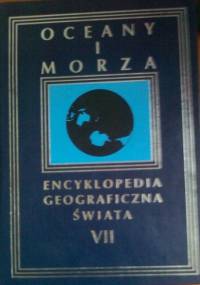 OCEANY
I
MORZA
ENCYKLOPEDIA
GEOGRAFICZNA
ŚWIATA
VII